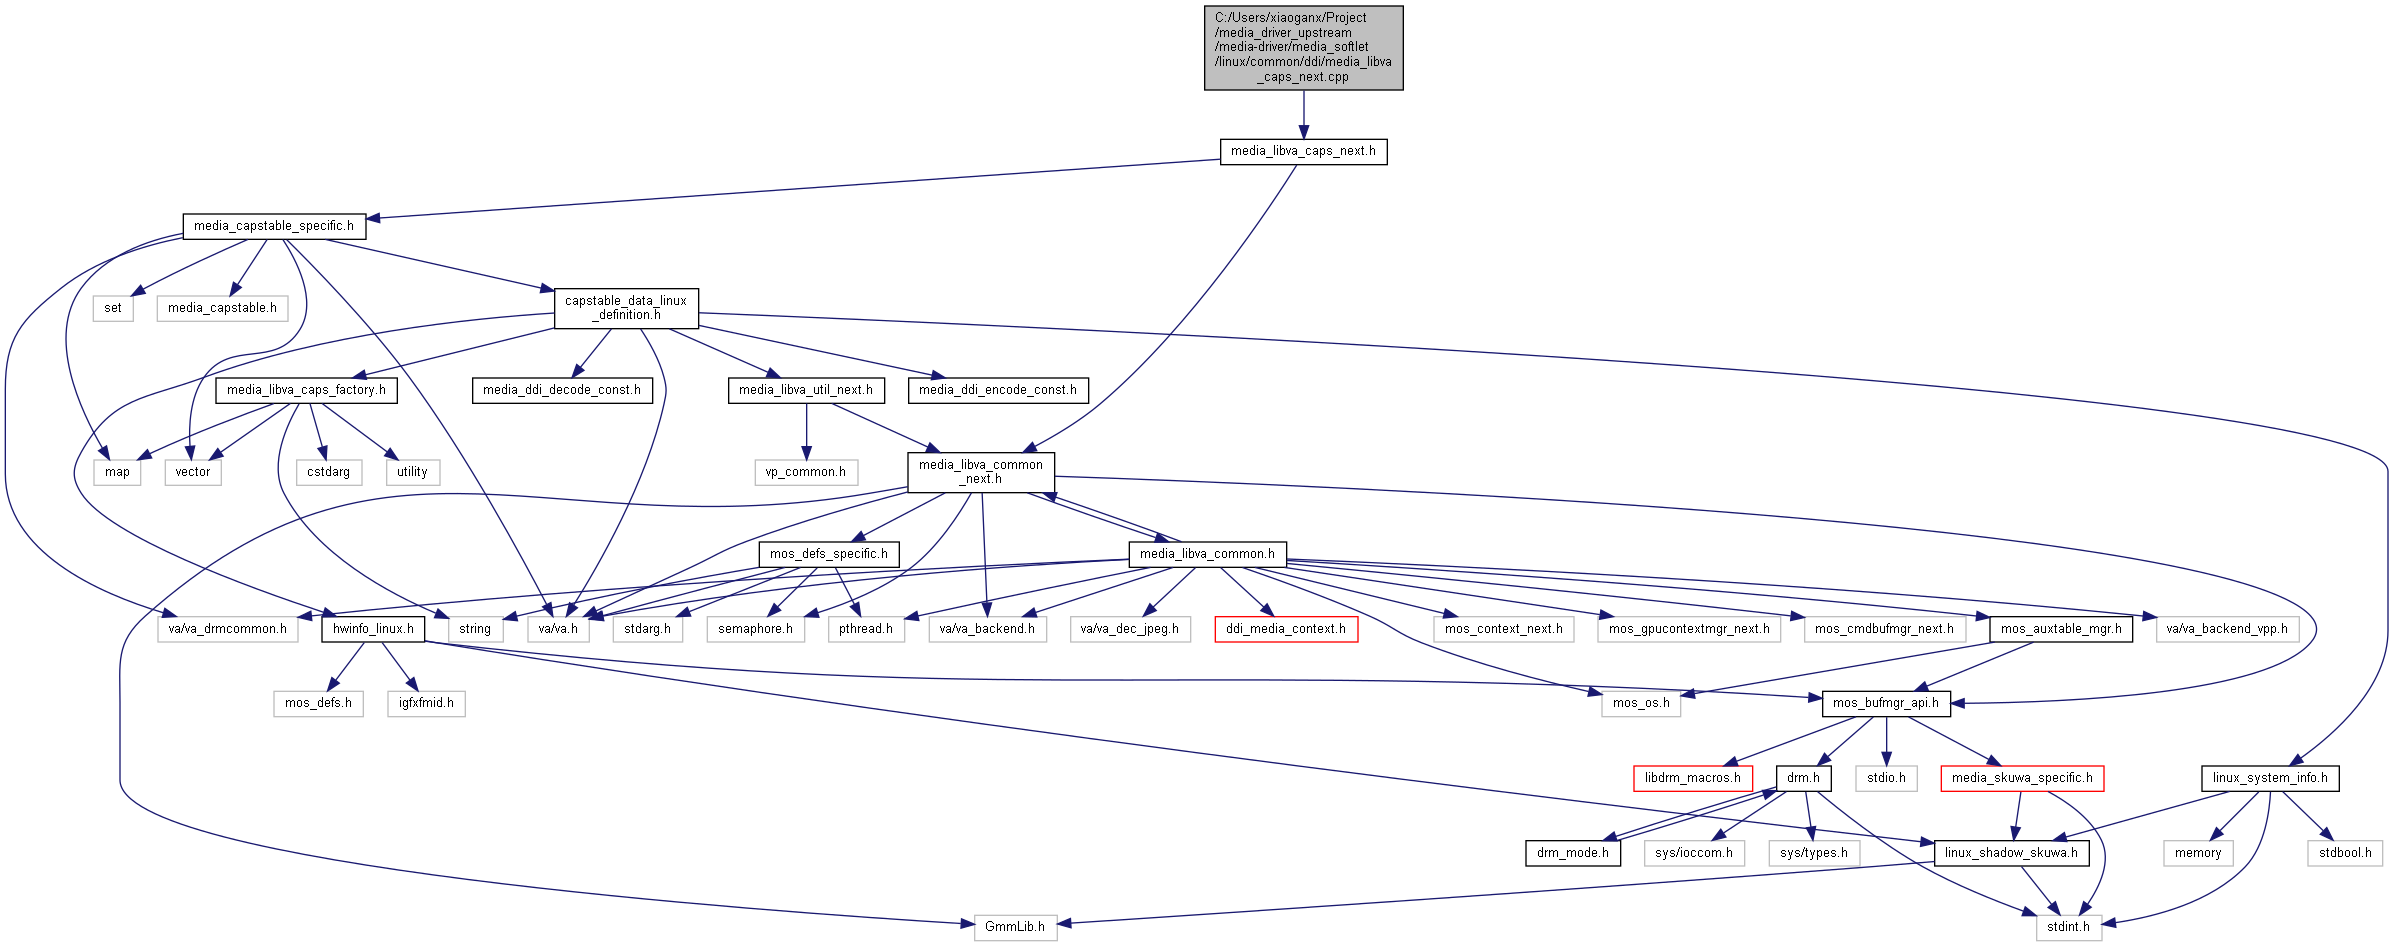 C:/Users/xiaoganx/Project
/media_driver_upstream
/media-driver/media_softlet
/linux/common/ddi/media_libva
_caps_next.cpp
media_libva_caps_next.h
media_capstable_specific.h
set
media_capstable.h
capstable_data_linux
_definition.h
media_libva_caps_factory.h
media_ddi_decode_const.h
media_libva_util_next.h
media_ddi_encode_const.h
map
vector
cstdarg
utility
vp_common.h
media_libva_common
_next.h
mos_defs_specific.h
media_libva_common.h
va/va_drmcommon.h
hwinfo_linux.h
string
va/va.h
stdarg.h
semaphore.h
pthread.h
va/va_backend.h
va/va_dec_jpeg.h
ddi_media_context.h
mos_context_next.h
mos_gpucontextmgr_next.h
mos_cmdbufmgr_next.h
mos_auxtable_mgr.h
va/va_backend_vpp.h
mos_defs.h
igfxfmid.h
mos_os.h
mos_bufmgr_api.h
libdrm_macros.h
drm.h
stdio.h
media_skuwa_specific.h
linux_system_info.h
drm_mode.h
sys/ioccom.h
sys/types.h
linux_shadow_skuwa.h
memory
stdbool.h
GmmLib.h
stdint.h